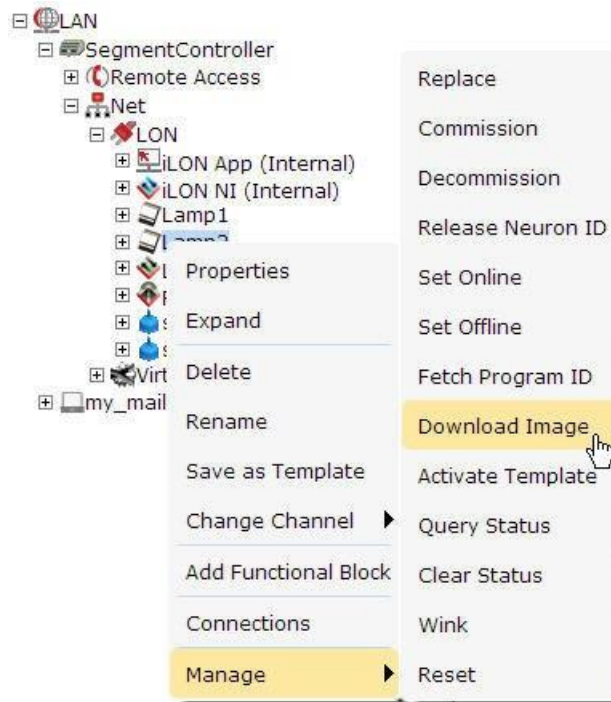 LAN
SegmentController
Remote Access
Net
LON
iLON App (Internal)
iLON NI (Internal)
Lamp1
my_mail
Properties
Expand
Delete
Rename
Save as Template
Change Channel
Add Functional Block
Connections
Manage
Replace
Commission
Decommission
Release Neuron ID
Set Online
Set Offline
Fetch Program ID
Download Image
Activate Template
Query Status
Clear Status
Wink
Reset